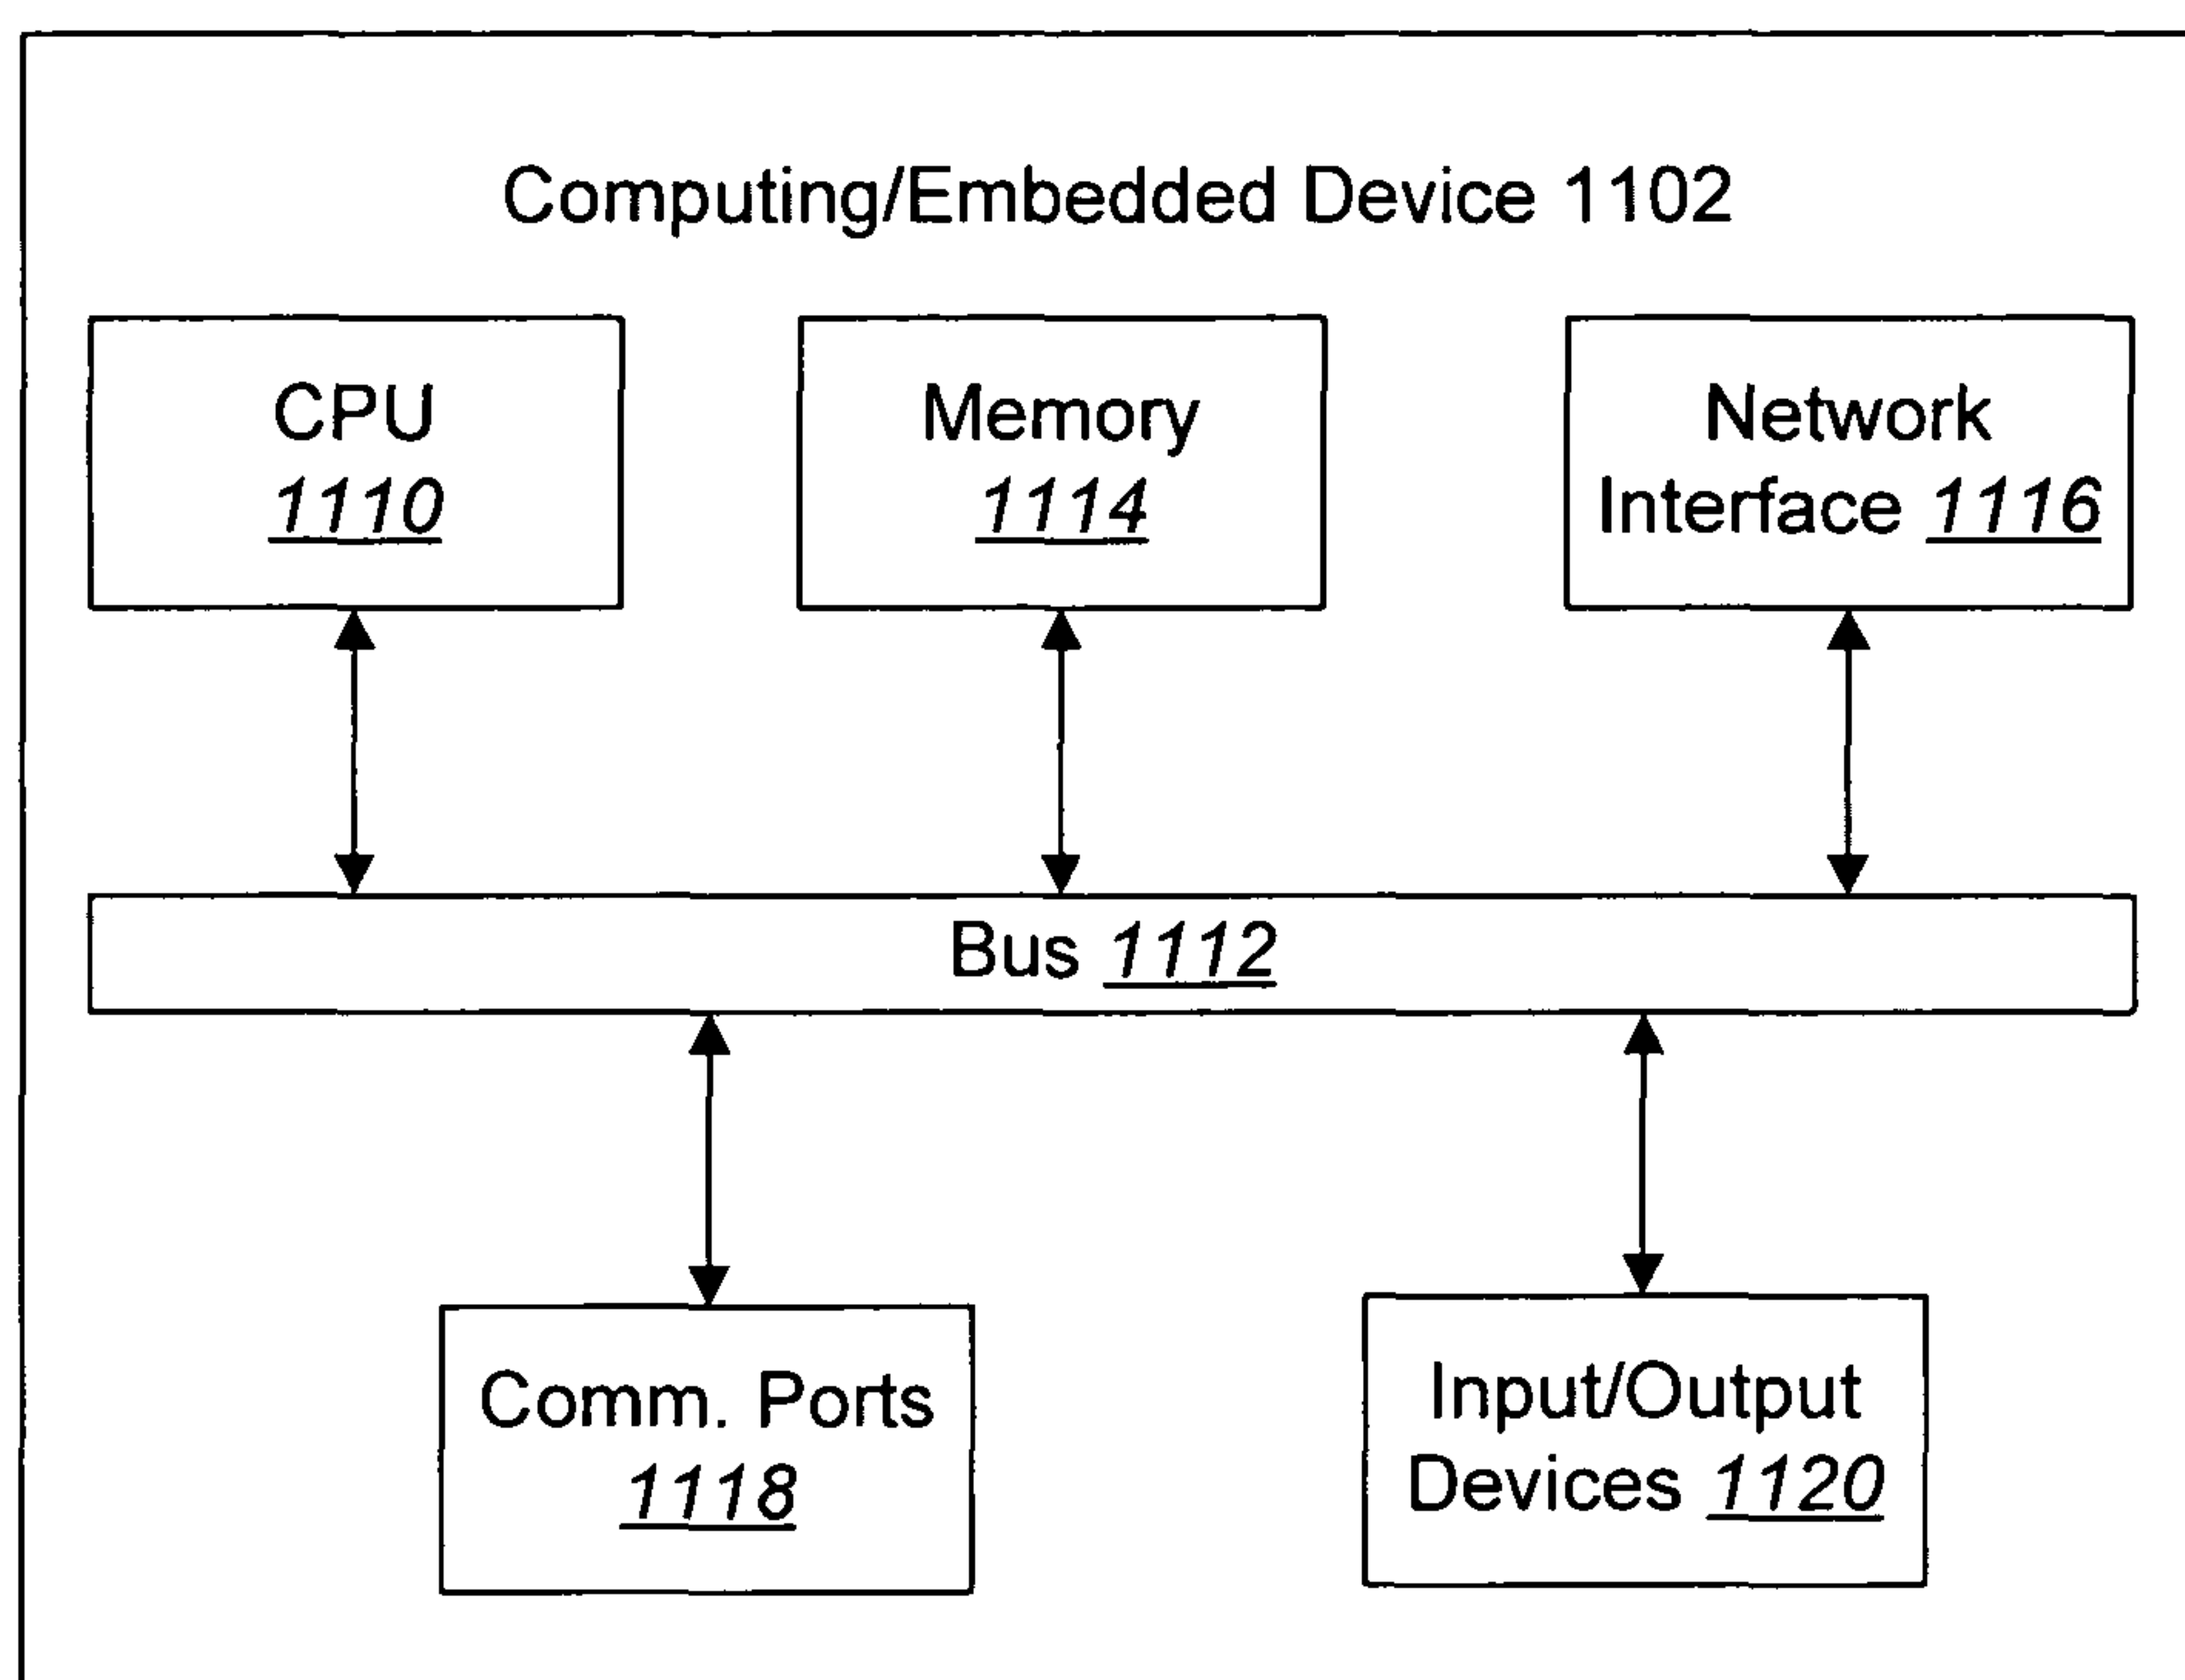 Computing/Embedded Device 1102
CPU
1110
Memory
1114
Network
Interface 1116
Bus 1112
Comm. Ports
1118
Input/Output
Devices 1120